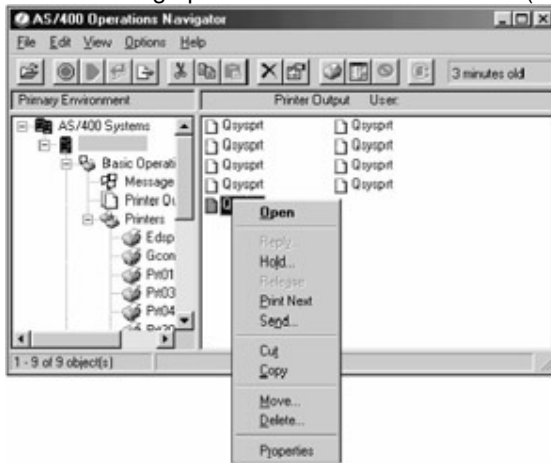 AS/400 Operations Navigator
File Edit View Options Help
3 minutes old
Primary Environment
Printer Output User:
AS/400 Systems
Basic Operati
Message
Printer Ou
Printers
Edsp
Gcon
Prt01
Prt03
Prt04
Qsysprt Qsysprt
Qsysprt Qsysprt
Qsysprt Qsysprt
Qsysprt Qsysprt
Open
Reply...
Hold...
Release
Print Next
Send...
Cut
Copy
Move...
Delete...
Properties
1 - 9 of 9 object(s)